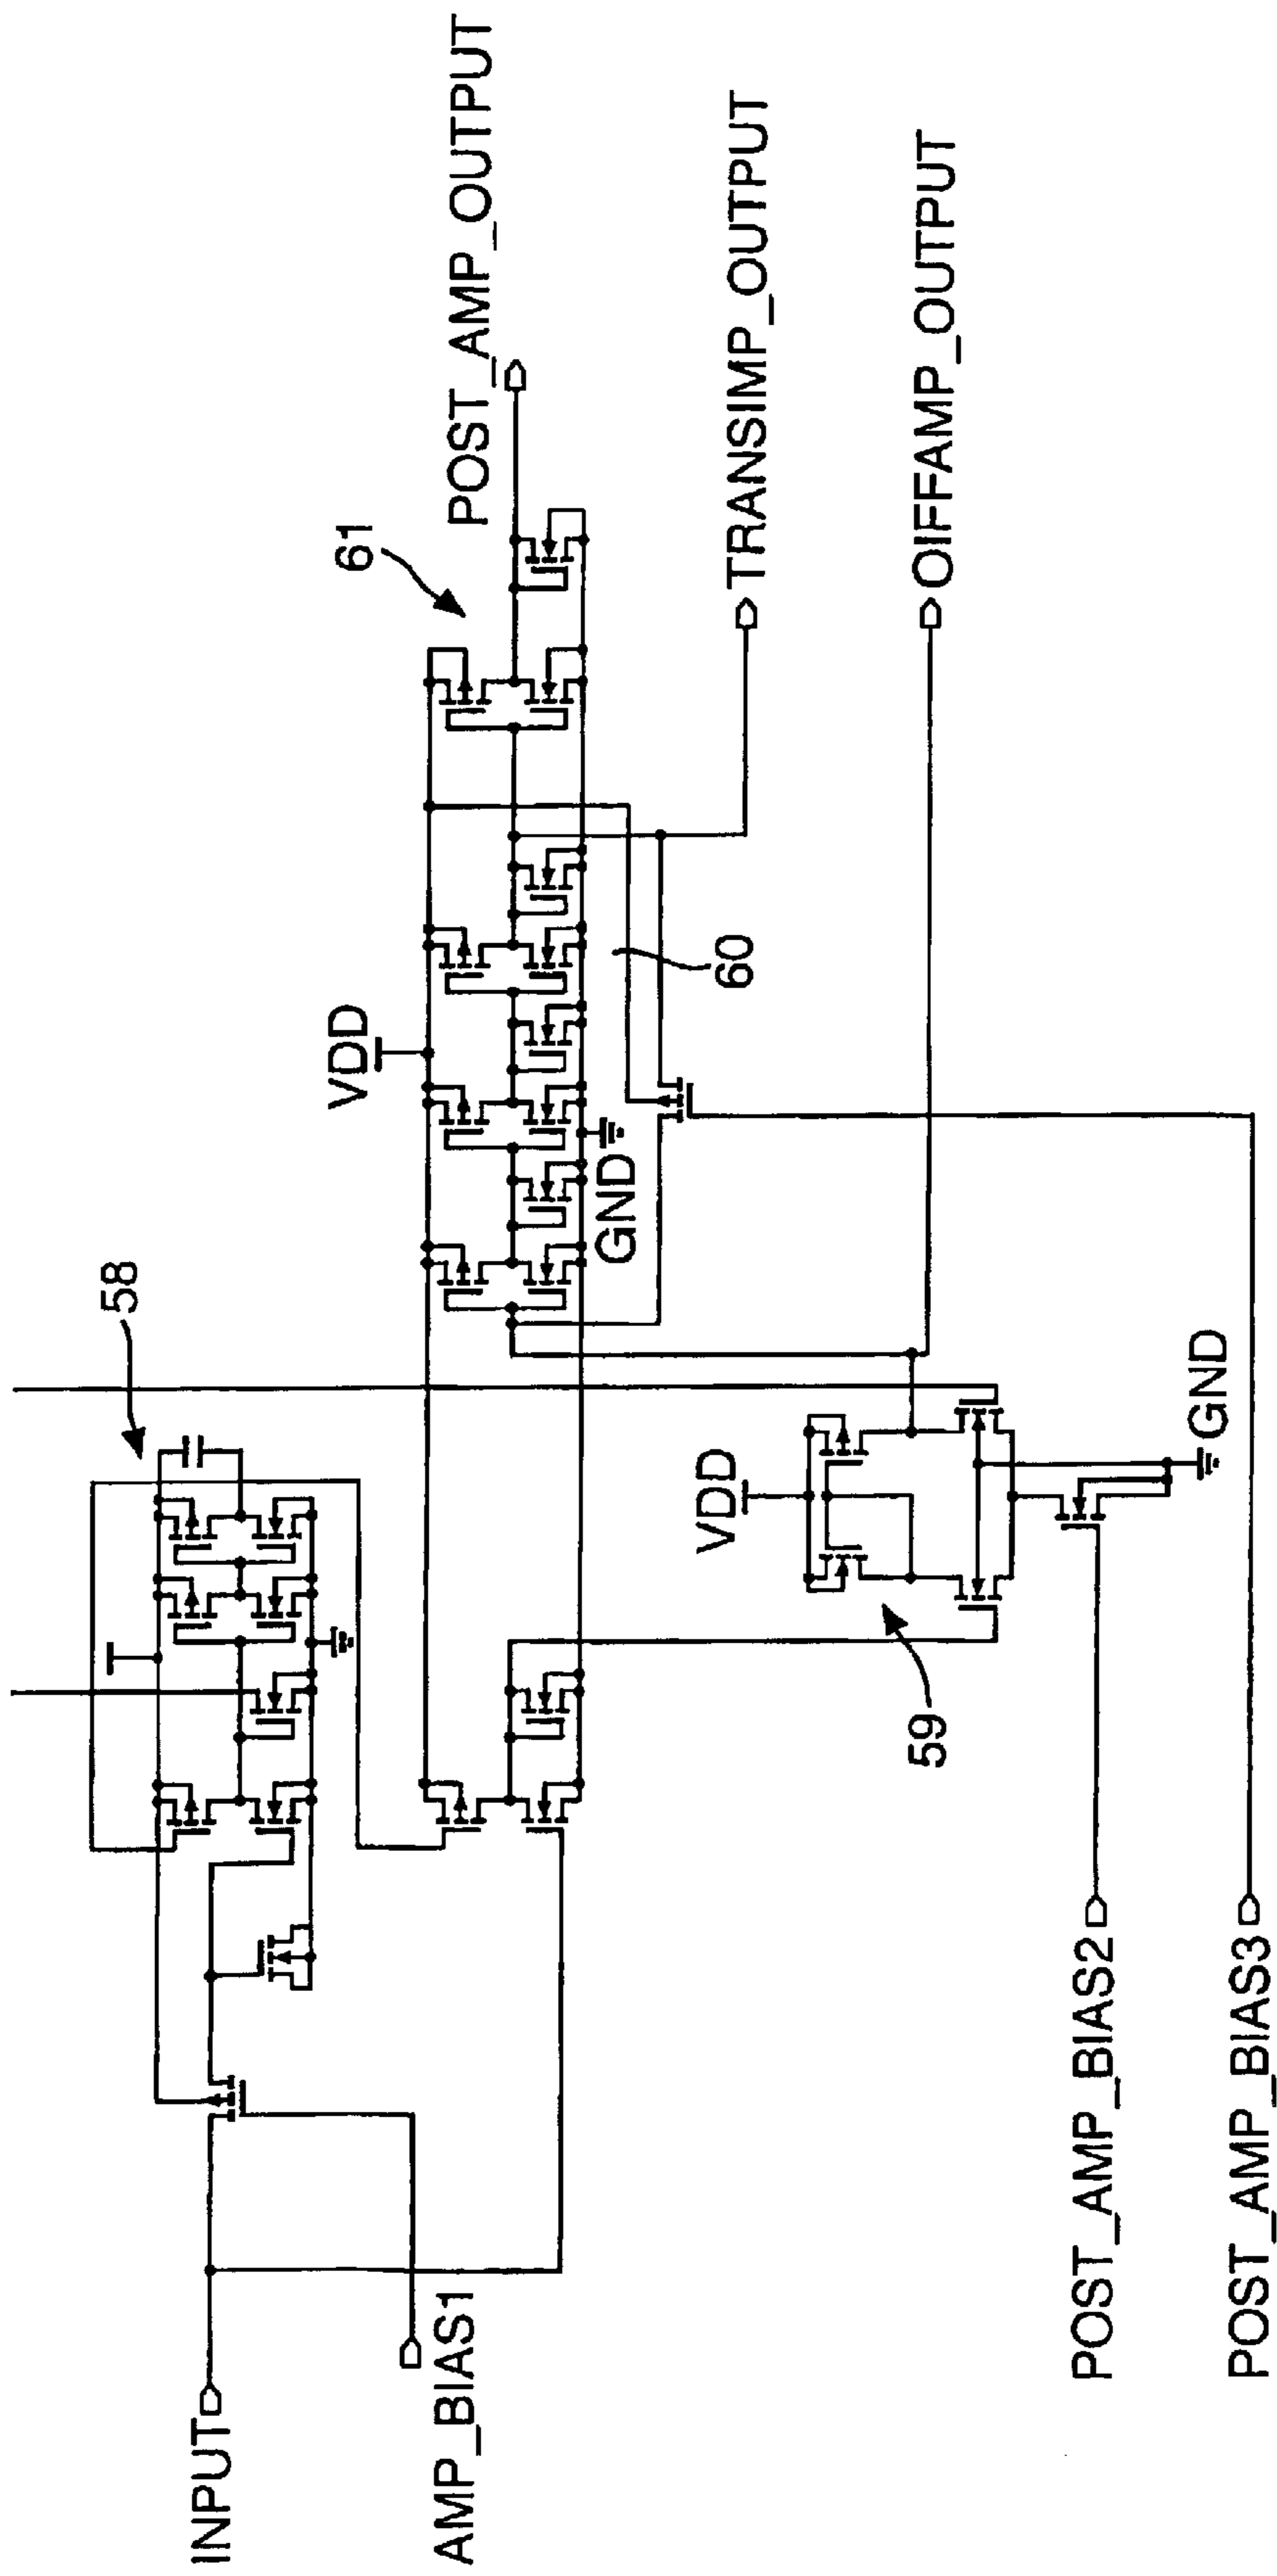 58
61
POST_AMP_OUTPUT
VDD
GND
60
TRANSIMP_OUTPUT
OIFFAMP_OUTPUT
INPUT
AMP_BIAS1
VDD
59
GND
POST_AMP_BIAS2
POST_AMP_BIAS3